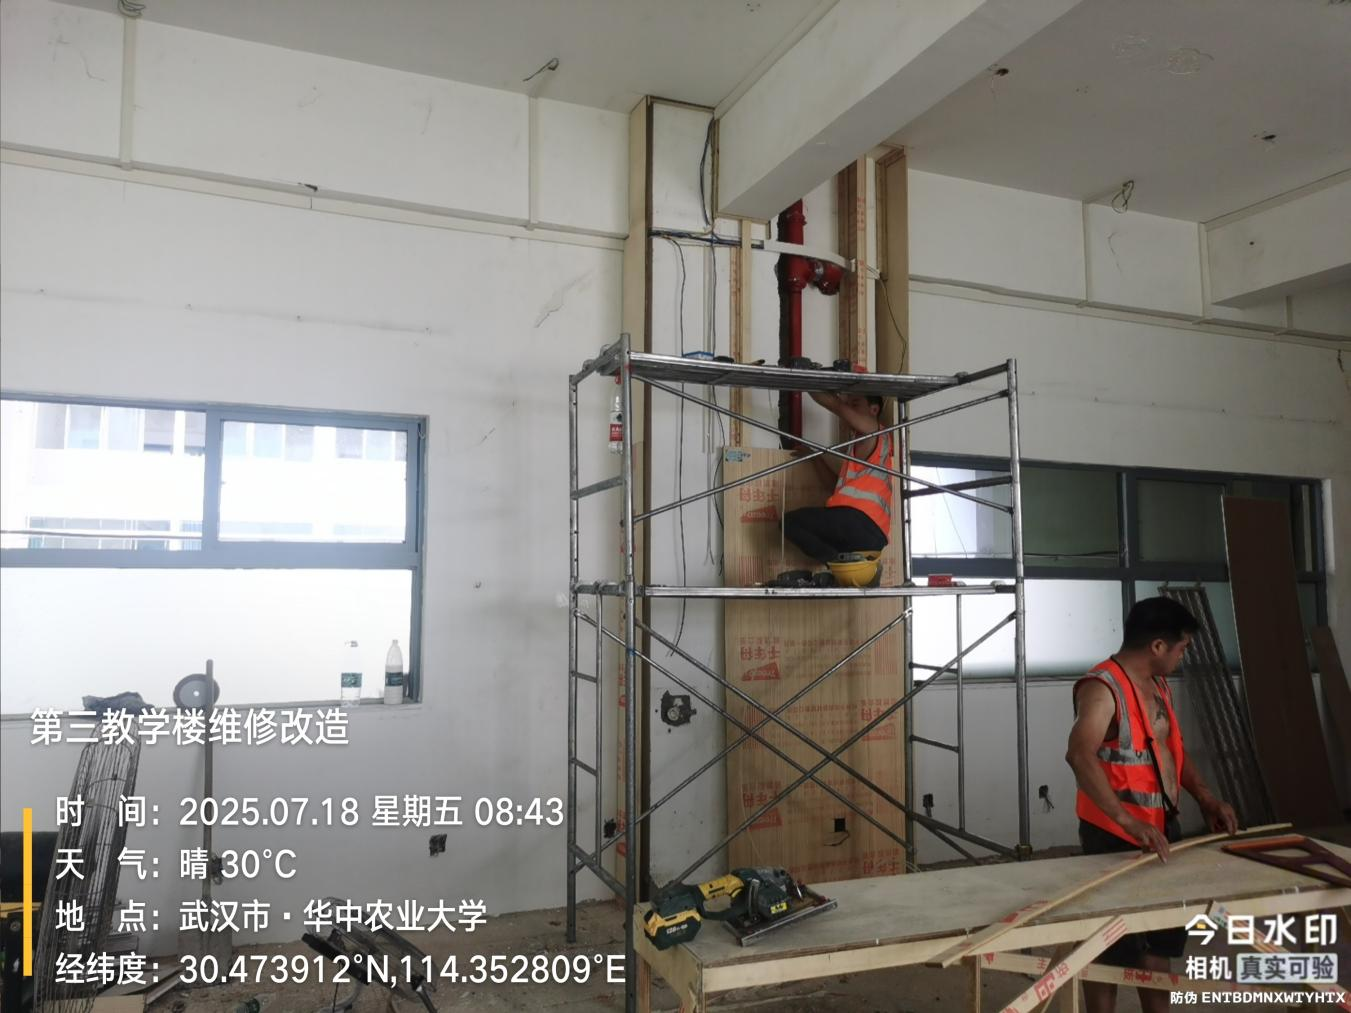 第三教学楼维修改造
时 间：2025.07.18 星期五 08:43
天 气：晴 30°C
地 点：武汉市·华中农业大学
经纬度：30.473912°N,114.352809°E
今日水印
相机 真实可验
防伪 ENTBDMNXWTYHTX